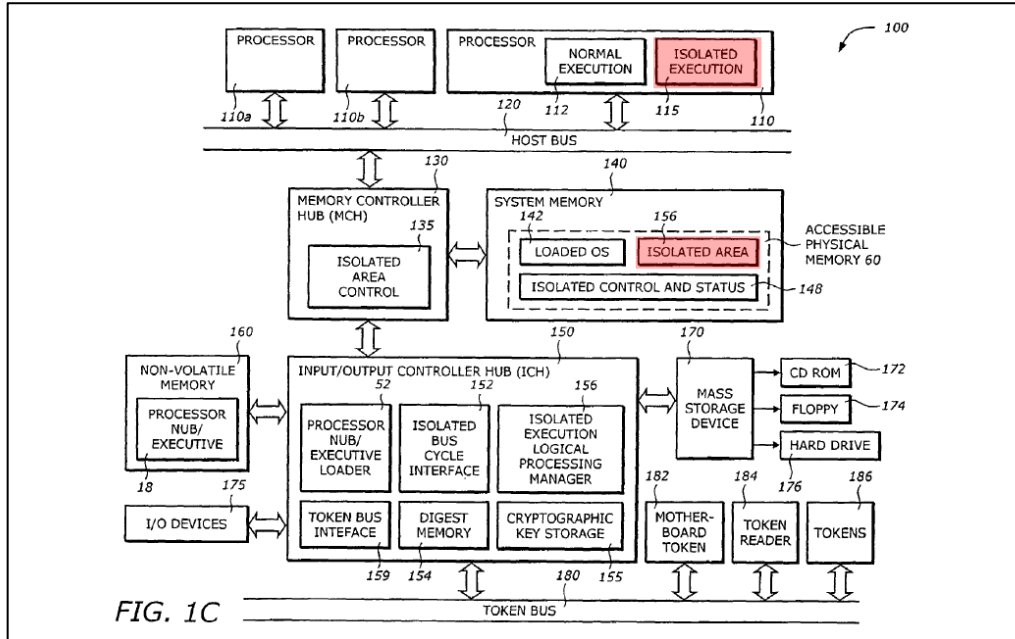 100
PROCESSOR
PROCESSOR
PROCESSOR
NORMAL
EXECUTION
ISOLATED
EXECUTION
110a
110b
112
115
110
120
HOST BUS
130
140
MEMORY CONTROLLER
HUB (MCH)
135
ISOLATED
AREA
CONTROL
SYSTEM MEMORY
142
156
LOADED OS
ISOLATED AREA
ISOLATED CONTROL AND STATUS
148
ACCESSIBLE
PHYSICAL
MEMORY 60
160
150
170
NON-VOLATILE
MEMORY
PROCESSOR
NUB/
EXECUTIVE
18
175
I/O DEVICES
INPUT/OUTPUT CONTROLLER HUB (ICH)
52
152
156
PROCESSOR
NUB/
EXECUTIVE
LOADER
ISOLATED
BUS
CYCLE
INTERFACE
ISOLATED
EXECUTION
LOGICAL
PROCESSING
MANAGER
TOKEN BUS
INTEFACE
DIGEST
MEMORY
CRYPTOGRAPHIC
KEY STORAGE
159
154
155
MASS
STORAGE
DEVICE
CD ROM
172
FLOPPY
174
HARD DRIVE
176
182
184
186
MOTHER-
BOARD
TOKEN
TOKEN
READER
TOKENS
180
TOKEN BUS
FIG. 1C